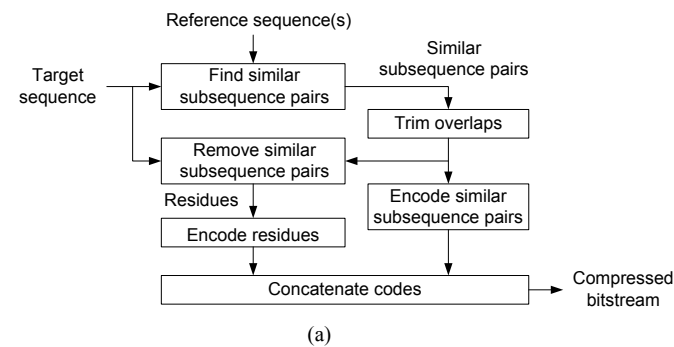 Reference sequence(s)
Similar
subsequence pairs
Target
sequence
Find similar
subsequence pairs
Trim overlaps
Remove similar
subsequence pairs
Residues
Encode similar
subsequence pairs
Encode residues
Concatenate codes
Compressed
bitstream
(a)